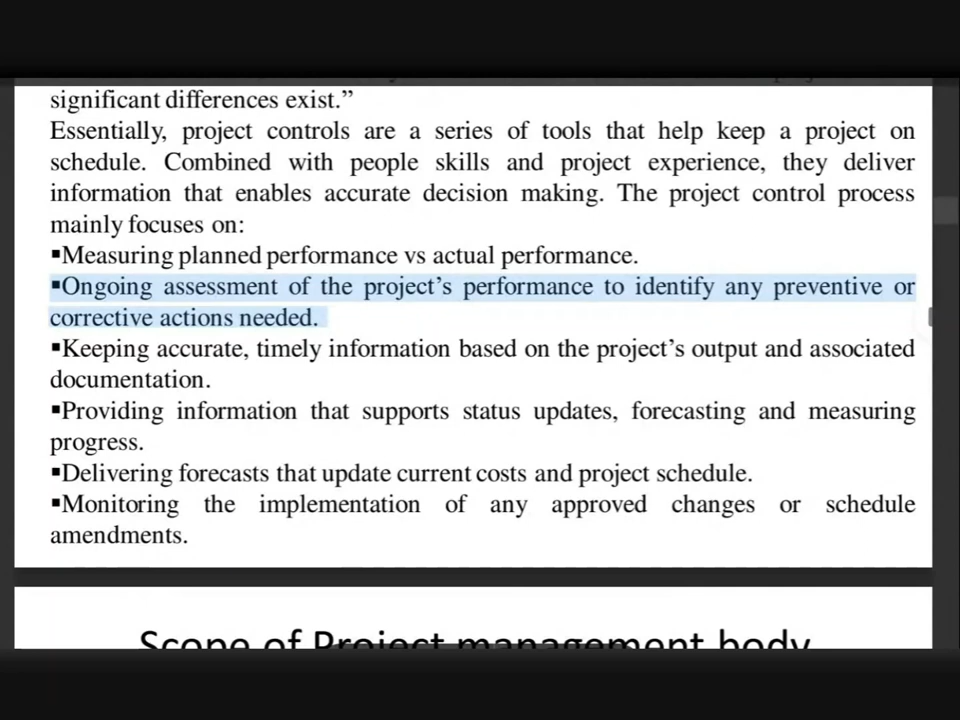 significant differences exist.”
Essentially, project controls are a series of tools that help keep a project on
schedule. Combined with people skills and project experience, they deliver
information that enables accurate decision making. The project control process
mainly focuses on:
▪Measuring planned performance vs actual performance.
▪Ongoing assessment of the project’s performance to identify any preventive or
corrective actions needed.
▪Keeping accurate, timely information based on the project’s output and associated
documentation.
▪Providing information that supports status updates, forecasting and measuring
progress.
▪Delivering forecasts that update current costs and project schedule.
▪Monitoring the implementation of any approved changes or schedule
amendments.
Scope of Project management body